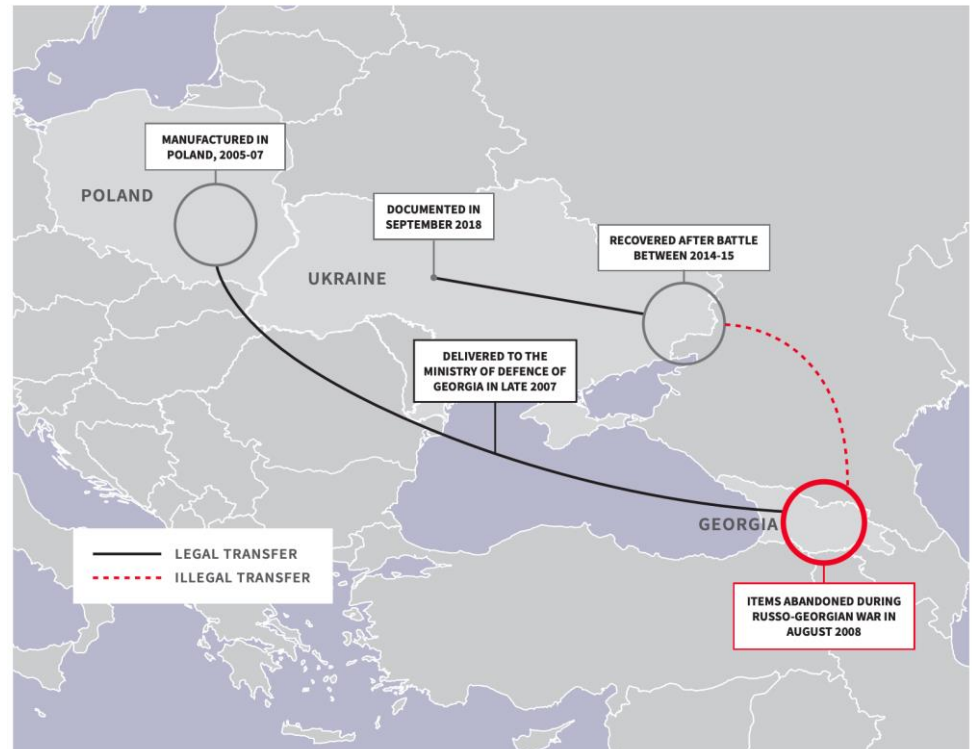 MANUFACTURED IN
POLAND, 2005-07
POLAND
DOCUMENTED IN
SEPTEMBER 2018
RECOVERED AFTER BATTLE
BETWEEN 2014-15
UKRAINE
DELIVERED TO THE
MINISTRY OF DEFENCE OF
GEORGIA IN LATE 2007
GEORGIA
LEGAL TRANSFER
ILLEGAL TRANSFER
ITEMS ABANDONED DURING
RUSSO-GEORGIAN WAR IN
AUGUST 2008